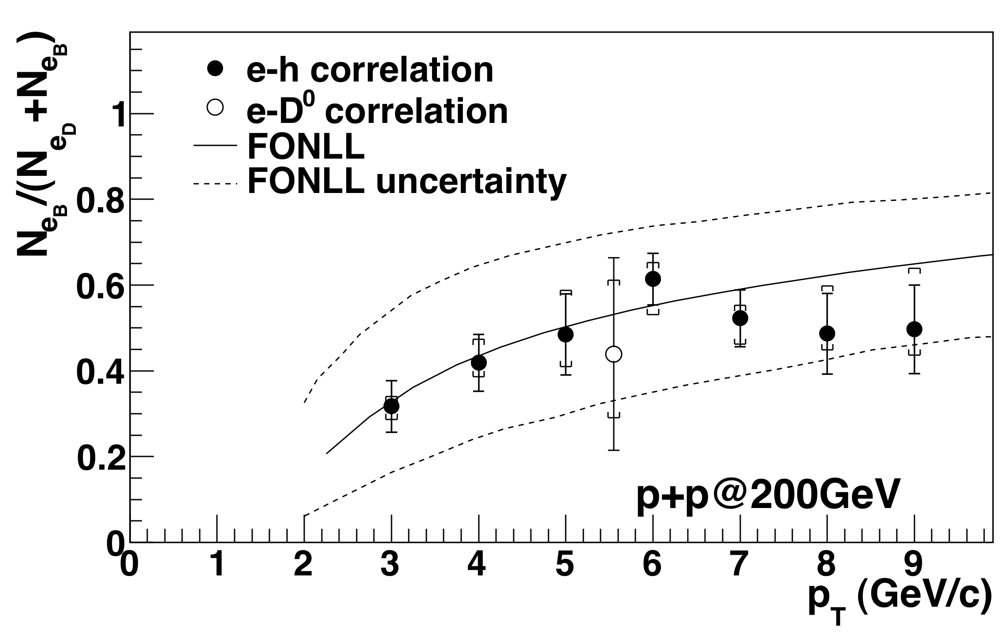 N_{e_B}/(N_{e_D}+N_{e_B})
e-h correlation
e-D⁰ correlation
FONLL
FONLL uncertainty
1
0.8
0.6
0.4
0.2
0
p+p@200GeV
0 1 2 3 4 5 6 7 8 9
p_T (GeV/c)